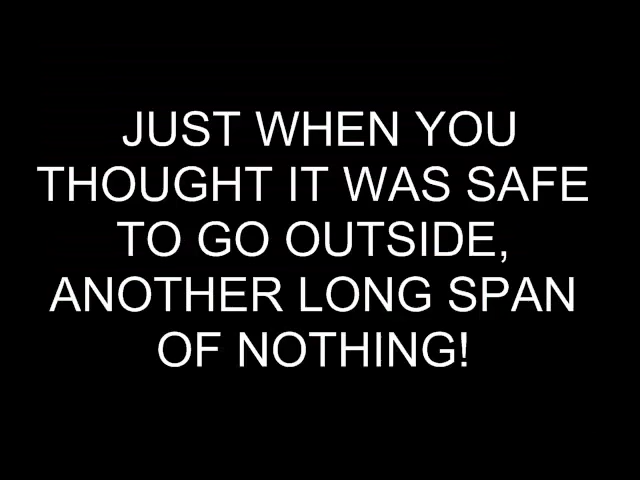 JUST WHEN YOU
THOUGHT IT WAS SAFE
TO GO OUTSIDE,
ANOTHER LONG SPAN
OF NOTHING!